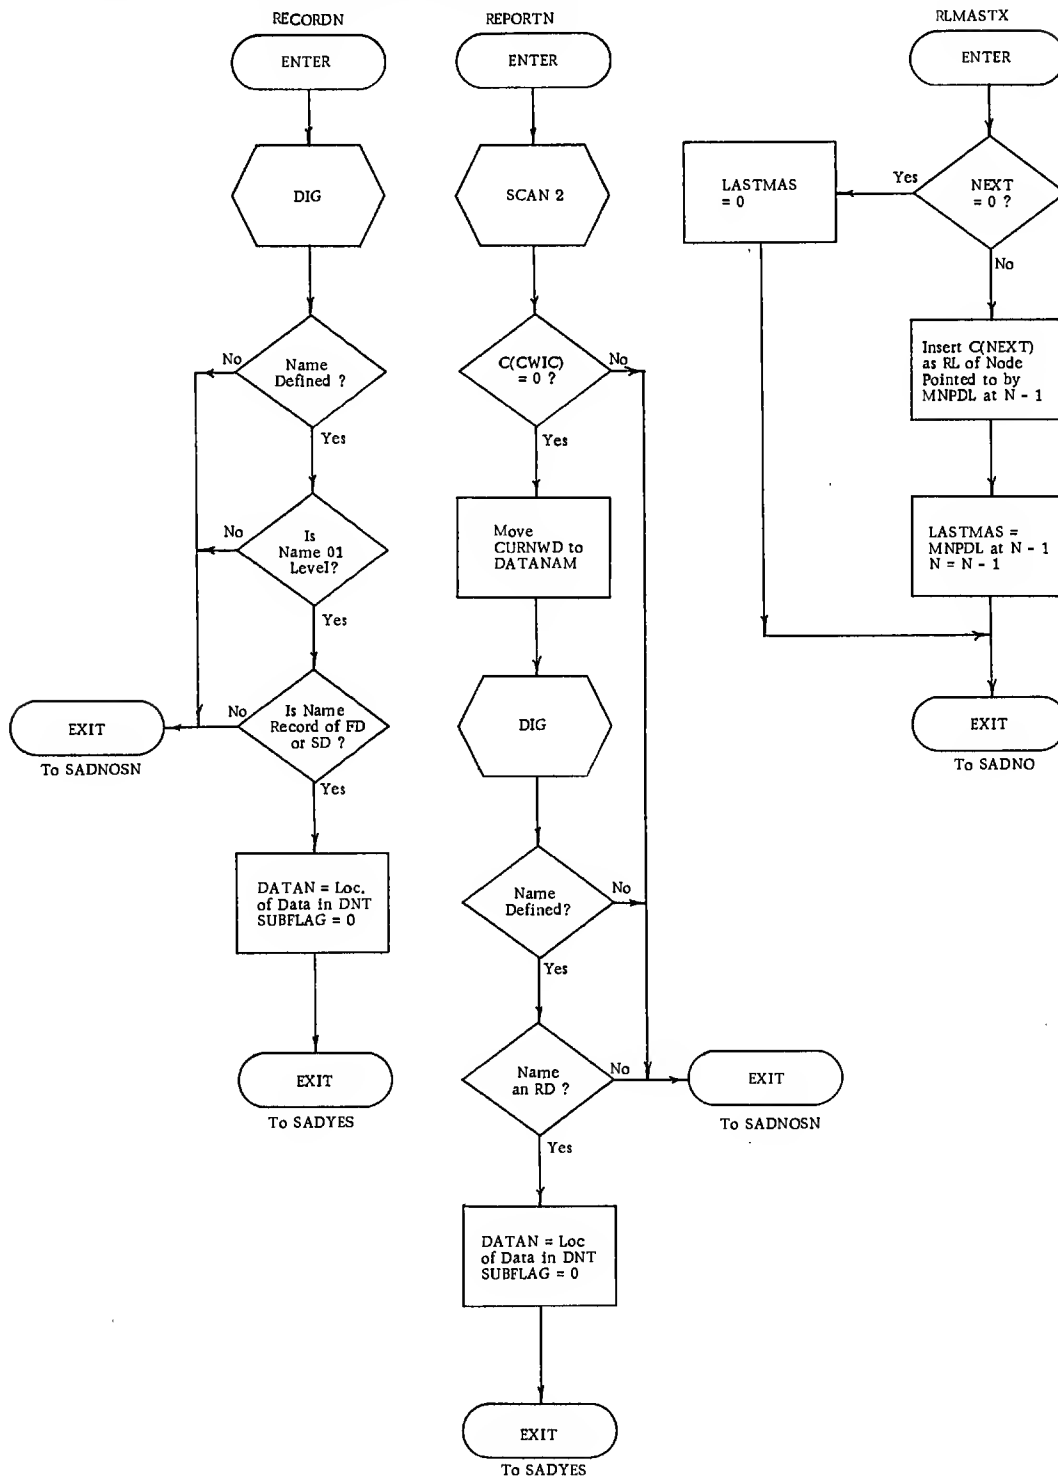 RECORDN
ENTER
DIG
Name
Defined ?
No
Yes
Is
Name 01
Level?
No
Yes
Is Name
Record of FD
or SD ?
No
Yes
EXIT
To SADNOSN
DATAN = Loc.
of Data in DNT
SUBFLAG = 0
EXIT
To SADYES
REPORTN
ENTER
SCAN 2
C(CWIC)
= 0 ?
No
Yes
Move
CURNWD to
DATANAM
DIG
Name
Defined?
No
Yes
Name
an RD ?
No
Yes
EXIT
To SADNOSN
DATAN = Loc
of Data in DNT
SUBFLAG = 0
EXIT
To SADYES
RLMASTX
ENTER
NEXT
= 0 ?
Yes
No
LASTMAS
= 0
Insert C(NEXT)
as RL of Node
Pointed to by
MNPDL at N - 1
LASTMAS =
MNPDL at N - 1
N = N - 1
EXIT
To SADNO